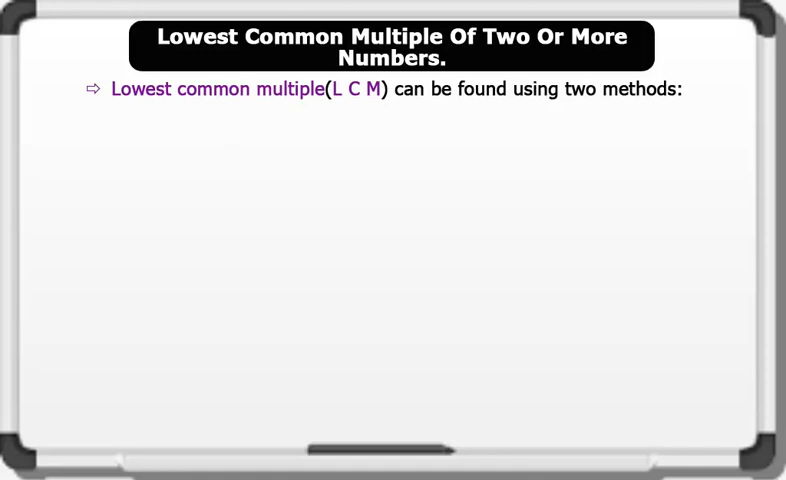 Lowest Common Multiple Of Two Or More
Numbers.
⇨ Lowest common multiple(L C M) can be found using two methods: